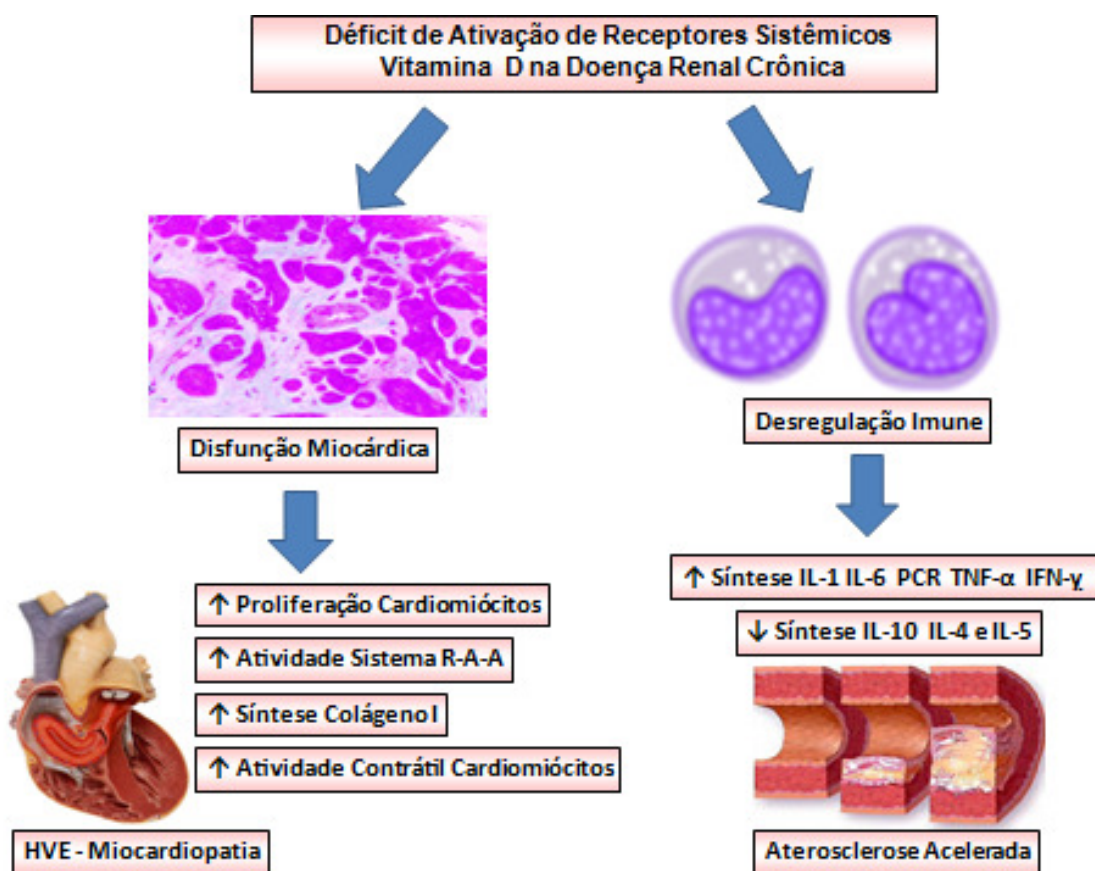 Déficit de Ativação de Receptores Sistêmicos
Vitamina D na Doença Renal Crônica
Disfunção Miocárdica
Desregulação Imune
↑ Proliferação Cardiomiócitos
↑ Atividade Sistema R-A-A
↑ Síntese Colágeno I
↑ Atividade Contrátil Cardiomiócitos
HVE - Miocardiopatia
↑ Síntese IL-1 IL-6 PCR TNF-α IFN-γ
↓ Síntese IL-10 IL-4 e IL-5
Aterosclerose Acelerada